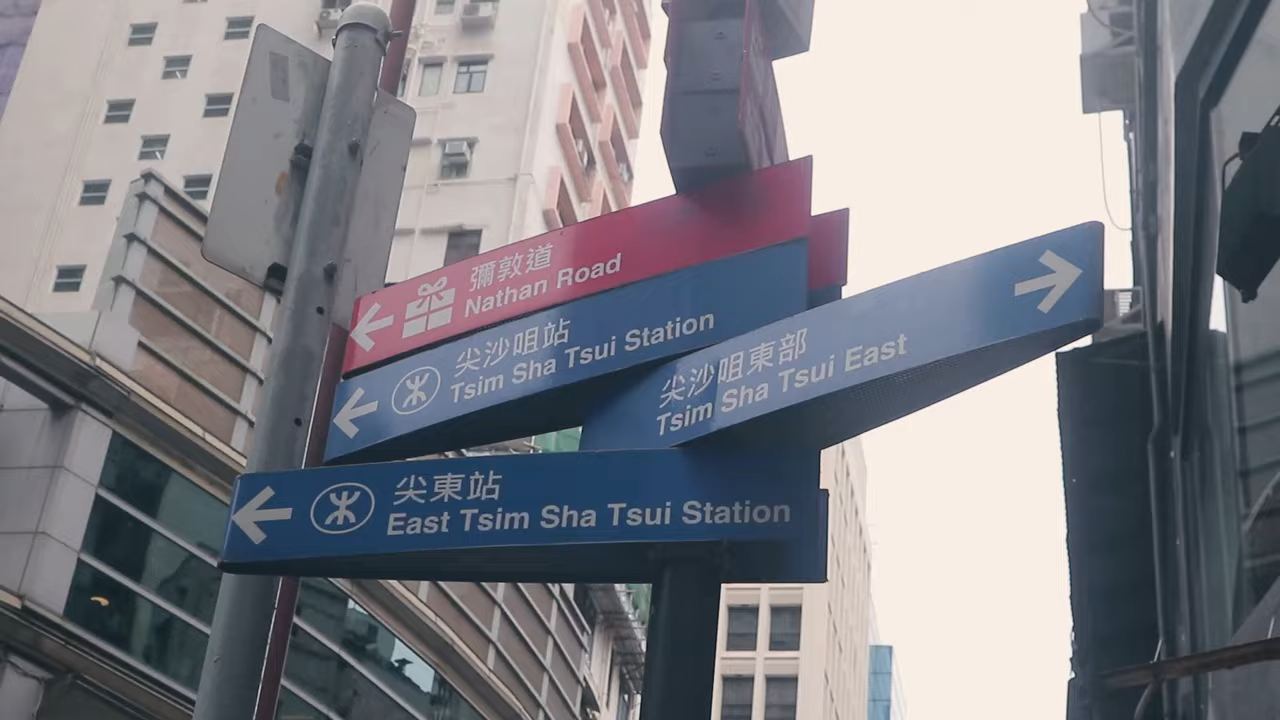 彌敦道
Nathan Road
尖沙咀站
Tsim Sha Tsui Station
尖沙咀東部
Tsim Sha Tsui East
尖東站
East Tsim Sha Tsui Station